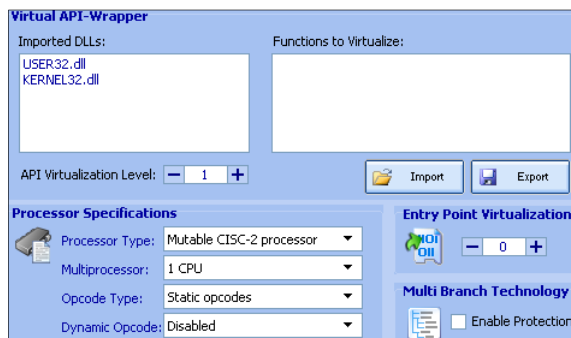 Virtual API-Wrapper
Imported DLLs:
Functions to Virtualize:
USER32.dll
KERNEL32.dll
API Virtualization Level: − 1 +
Import
Export
Processor Specifications
Processor Type: Mutable CISC-2 processor
Multiprocessor: 1 CPU
Opcode Type: Static opcodes
Dynamic Opcode: Disabled
Entry Point Virtualization
− 0 +
Multi Branch Technology
Enable Protection